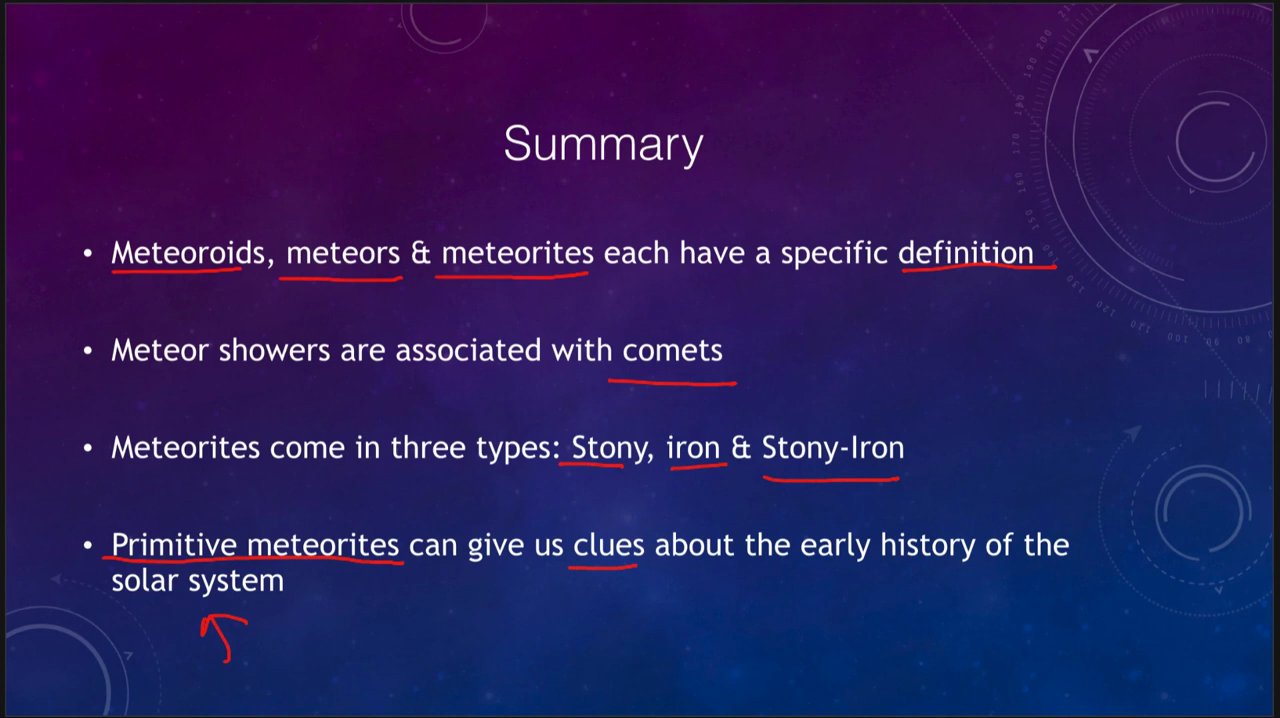 Summary
• Meteoroids, meteors & meteorites each have a specific definition
• Meteor showers are associated with comets
• Meteorites come in three types: Stony, iron & Stony-Iron
• Primitive meteorites can give us clues about the early history of the
solar system